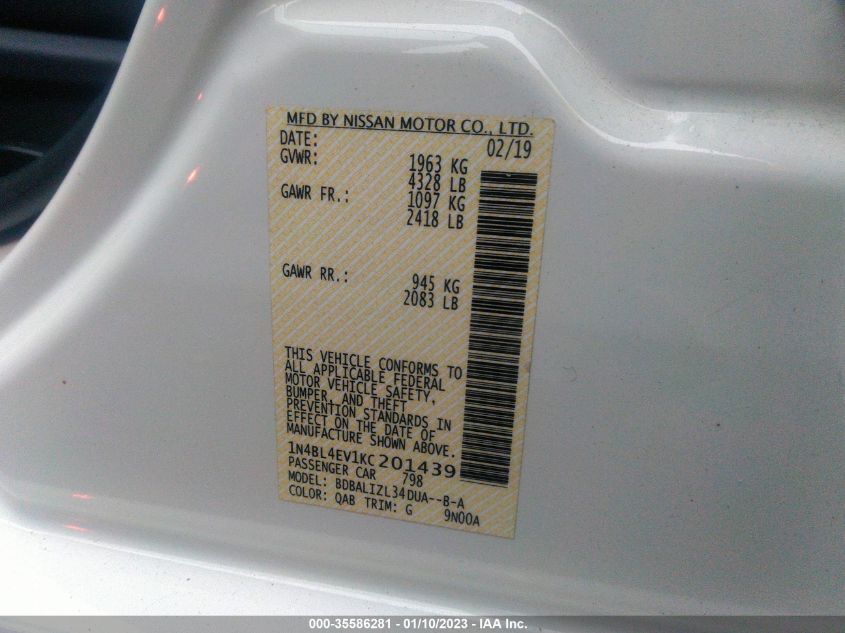 MFD BY NISSAN MOTOR CO., LTD.
DATE: 02/19
GVWR: 1963 KG
4328 LB
GAWR FR.: 1097 KG
2418 LB
GAWR RR.: 945 KG
2083 LB
THIS VEHICLE CONFORMS TO
ALL APPLICABLE FEDERAL
MOTOR VEHICLE SAFETY,
BUMPER, AND THEFT
PREVENTION STANDARDS IN
EFFECT ON THE DATE OF
MANUFACTURE SHOWN ABOVE.
1N4BL4EV1KC201439
PASSENGER CAR 798
MODEL: BDBALIZL34DUA--B-A
COLOR: QAB TRIM: G 9N00A
000-35586281 - 01/10/2023 - IAA Inc.